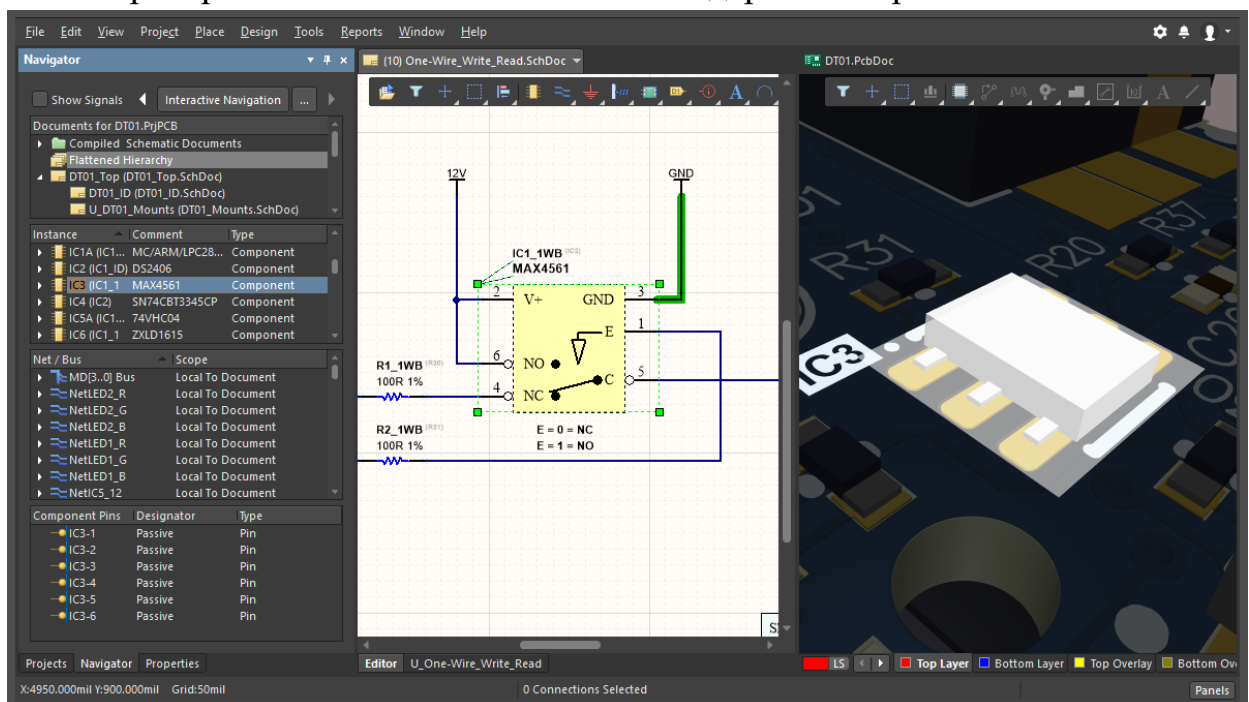 File Edit View Project Place Design Tools Reports Window Help
Navigator
(10) One-Wire_Write_Read.SchDoc
DT01.PcbDoc
Show Signals
Interactive Navigation
...
Documents for DT01.PrjPCB
Compiled Schematic Documents
Flattened Hierarchy
DT01_Top (DT01_Top.SchDoc)
DT01_ID (DT01_ID.SchDoc)
U_DT01_Mounts (DT01_Mounts.SchDoc)
Instance Comment Type
IC1A (IC1... MC/ARM/LPC28... Component
IC2 (IC1_ID) DS2406 Component
IC3 (IC1_1 MAX4561 Component
IC4 (IC2) SN74CBT3345CP Component
IC5A (IC1... 74VHC04 Component
IC6 (IC1_1 ZXLD1615 Component
Net / Bus Scope
MD[3..0] Bus Local To Document
NetLED2_R Local To Document
NetLED2_G Local To Document
NetLED2_B Local To Document
NetLED1_R Local To Document
NetLED1_G Local To Document
NetLED1_B Local To Document
NetIC5_12 Local To Document
Component Pins Designator Type
IC3-1 Passive Pin
IC3-2 Passive Pin
IC3-3 Passive Pin
IC3-4 Passive Pin
IC3-5 Passive Pin
IC3-6 Passive Pin
Projects Navigator Properties
12V
GND
IC1_1WB (IC3)
MAX4561
2 V+ GND 3
E 1
6 NO
4 NC C 5
R1_1WB (R30)
100R 1%
R2_1WB (R31)
100R 1%
E = 0 = NC
E = 1 = NO
Editor U_One-Wire_Write_Read
R31
R20
R37
IC3
LS Top Layer Bottom Layer Top Overlay Bottom Ov
X:4950.000mil Y:900.000mil Grid:50mil
0 Connections Selected
Panels